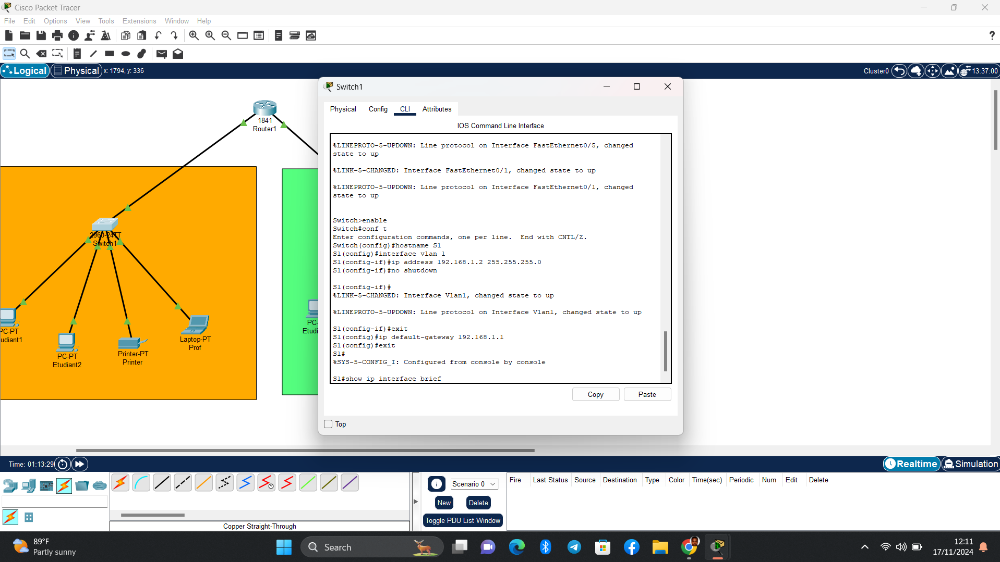 Cisco Packet Tracer
File Edit Options View Tools Extensions Window Help
?
Logical Physical x: 1794, y: 336 Cluster0 13:37:00
1841
Router1
2960-24TT
Switch1
PC-PT
udiant1
PC-PT
Etudiant2
Printer-PT
Printer
Laptop-PT
Prof
PC-
Etudi
Switch1
Physical Config CLI Attributes
IOS Command Line Interface
%LINEPROTO-5-UPDOWN: Line protocol on Interface FastEthernet0/5, changed
state to up
%LINK-5-CHANGED: Interface FastEthernet0/1, changed state to up
%LINEPROTO-5-UPDOWN: Line protocol on Interface FastEthernet0/1, changed
state to up
Switch>enable
Switch#conf t
Enter configuration commands, one per line.  End with CNTL/Z.
Switch(config)#hostname S1
S1(config)#interface vlan 1
S1(config-if)#ip address 192.168.1.2 255.255.255.0
S1(config-if)#no shutdown
S1(config-if)#
%LINK-5-CHANGED: Interface Vlan1, changed state to up
%LINEPROTO-5-UPDOWN: Line protocol on Interface Vlan1, changed state to up
S1(config-if)#exit
S1(config)#ip default-gateway 192.168.1.1
S1(config)#exit
S1#
%SYS-5-CONFIG_I: Configured from console by console
S1#show ip interface brief
Copy Paste
Top
Time: 01:13:29 Realtime Simulation
Scenario 0
New Delete
Toggle PDU List Window
Fire Last Status Source Destination Type Color Time(sec) Periodic Num Edit Delete
Copper Straight-Through
89°F
Partly sunny
Search
12:11
17/11/2024